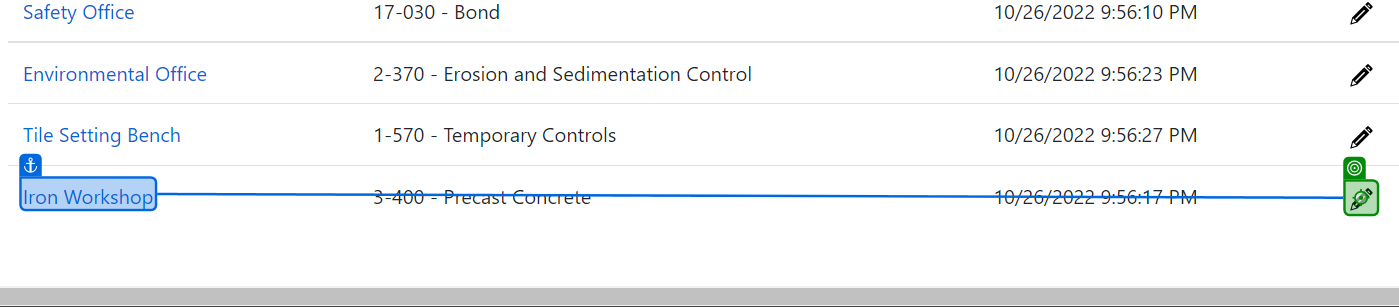 Safety Office 17-030 - Bond 10/26/2022 9:56:10 PM
Environmental Office 2-370 - Erosion and Sedimentation Control 10/26/2022 9:56:23 PM
Tile Setting Bench 1-570 - Temporary Controls 10/26/2022 9:56:27 PM
Iron Workshop 3-400 - Precast Concrete 10/26/2022 9:56:17 PM